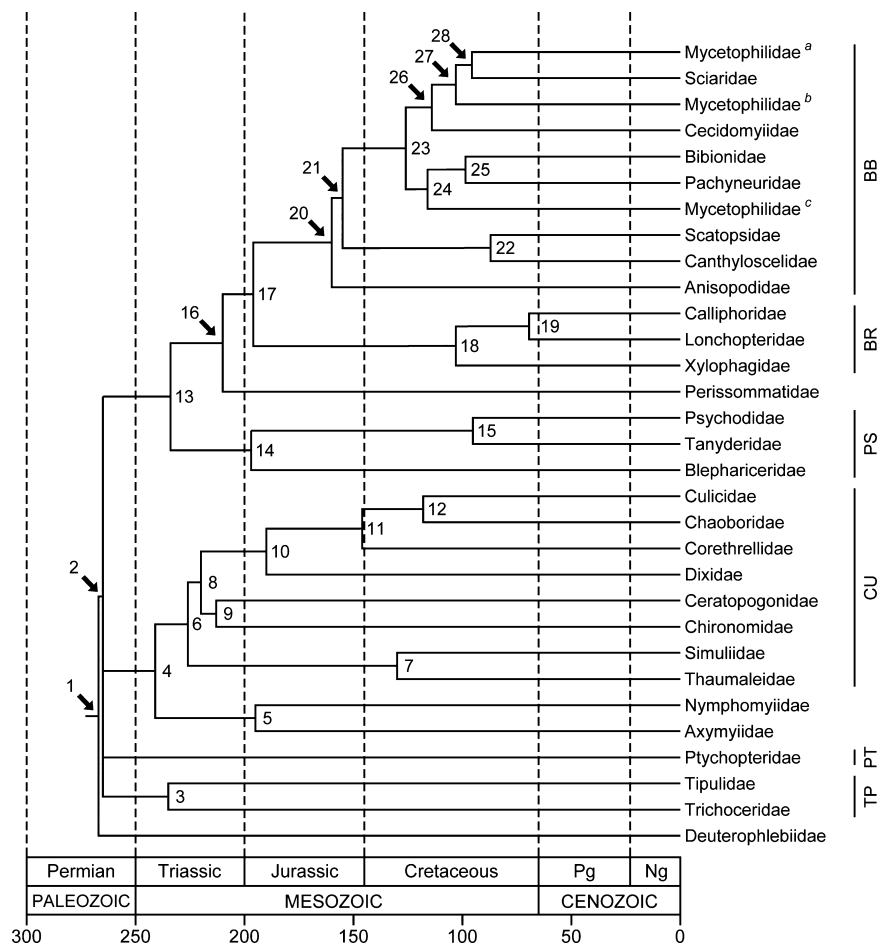 28
Mycetophilidae a
27
Sciaridae
26
Mycetophilidae b
Cecidomyiidae
23
Bibionidae
25
Pachyneuridae
24
Mycetophilidae c
BB
21
20
Scatopsidae
22
Canthyloscelidae
Anisopodidae
17
16
Calliphoridae
19
Lonchopteridae
18
Xylophagidae
BR
Perissommatidae
13
Psychodidae
15
Tanyderidae
14
Blephariceridae
PS
Culicidae
12
Chaoboridae
11
Corethrellidae
10
Dixidae
2
8
Ceratopogonidae
9
Chironomidae
6
CU
Simuliidae
7
Thaumaleidae
4
1
Nymphomyiidae
5
Axymyiidae
Ptychopteridae
PT
Tipulidae
3
Trichoceridae
TP
Deuterophlebiidae
Permian Triassic Jurassic Cretaceous Pg Ng
PALEOZOIC MESOZOIC CENOZOIC
300 250 200 150 100 50 0